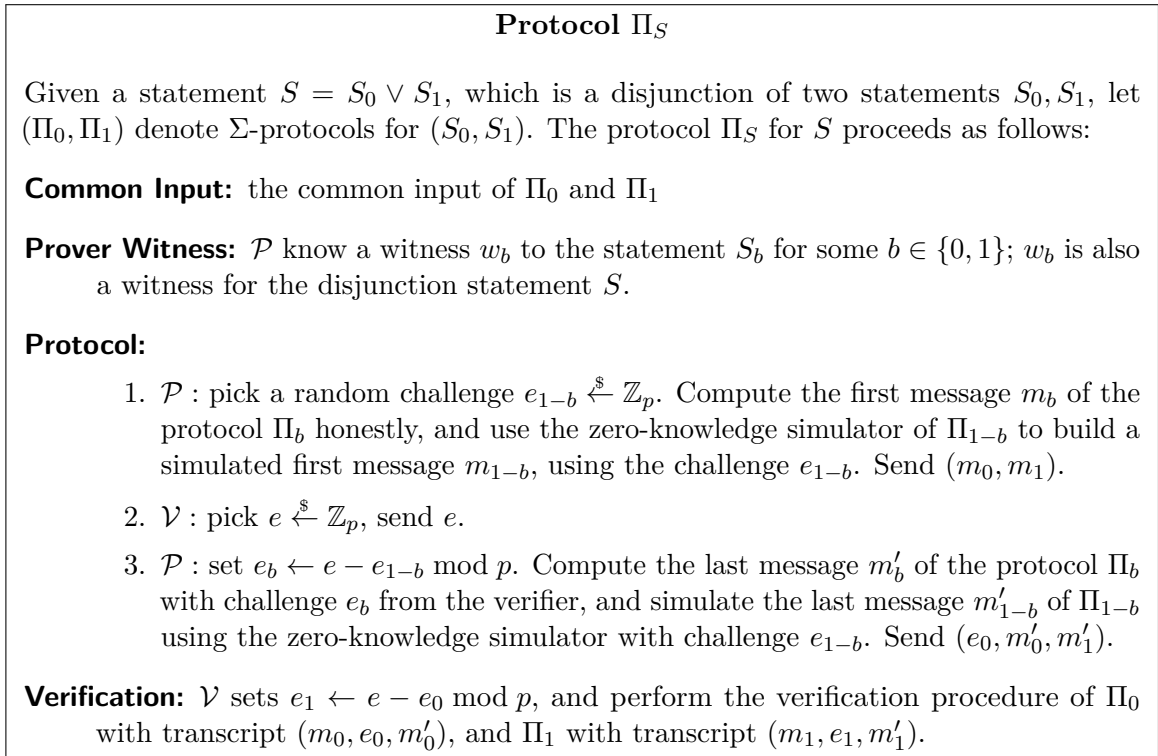 Protocol Π_S
Given a statement S = S_0 ∨ S_1, which is a disjunction of two statements S_0, S_1, let
(Π_0, Π_1) denote Σ-protocols for (S_0, S_1). The protocol Π_S for S proceeds as follows:
Common Input: the common input of Π_0 and Π_1
Prover Witness: 𝒫 know a witness w_b to the statement S_b for some b ∈ {0, 1}; w_b is also
a witness for the disjunction statement S.
Protocol:
1. 𝒫 : pick a random challenge e_{1−b} ←$ ℤ_p. Compute the first message m_b of the
protocol Π_b honestly, and use the zero-knowledge simulator of Π_{1−b} to build a
simulated first message m_{1−b}, using the challenge e_{1−b}. Send (m_0, m_1).
2. 𝒱 : pick e ←$ ℤ_p, send e.
3. 𝒫 : set e_b ← e − e_{1−b} mod p. Compute the last message m′_b of the protocol Π_b
with challenge e_b from the verifier, and simulate the last message m′_{1−b} of Π_{1−b}
using the zero-knowledge simulator with challenge e_{1−b}. Send (e_0, m′_0, m′_1).
Verification: 𝒱 sets e_1 ← e − e_0 mod p, and perform the verification procedure of Π_0
with transcript (m_0, e_0, m′_0), and Π_1 with transcript (m_1, e_1, m′_1).